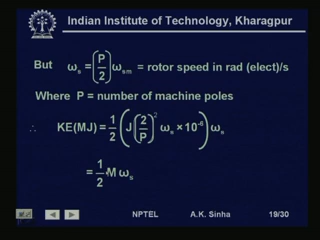 Indian Institute of Technology, Kharagpur
But ωs = (P/2) ωsm = rotor speed in rad (elect)/s
Where P = number of machine poles
∴ KE(MJ) = 1/2 (J (2/P)² ωs × 10⁻⁶) ωs
= 1/2 M ωs
NPTEL A.K. Sinha 19/30